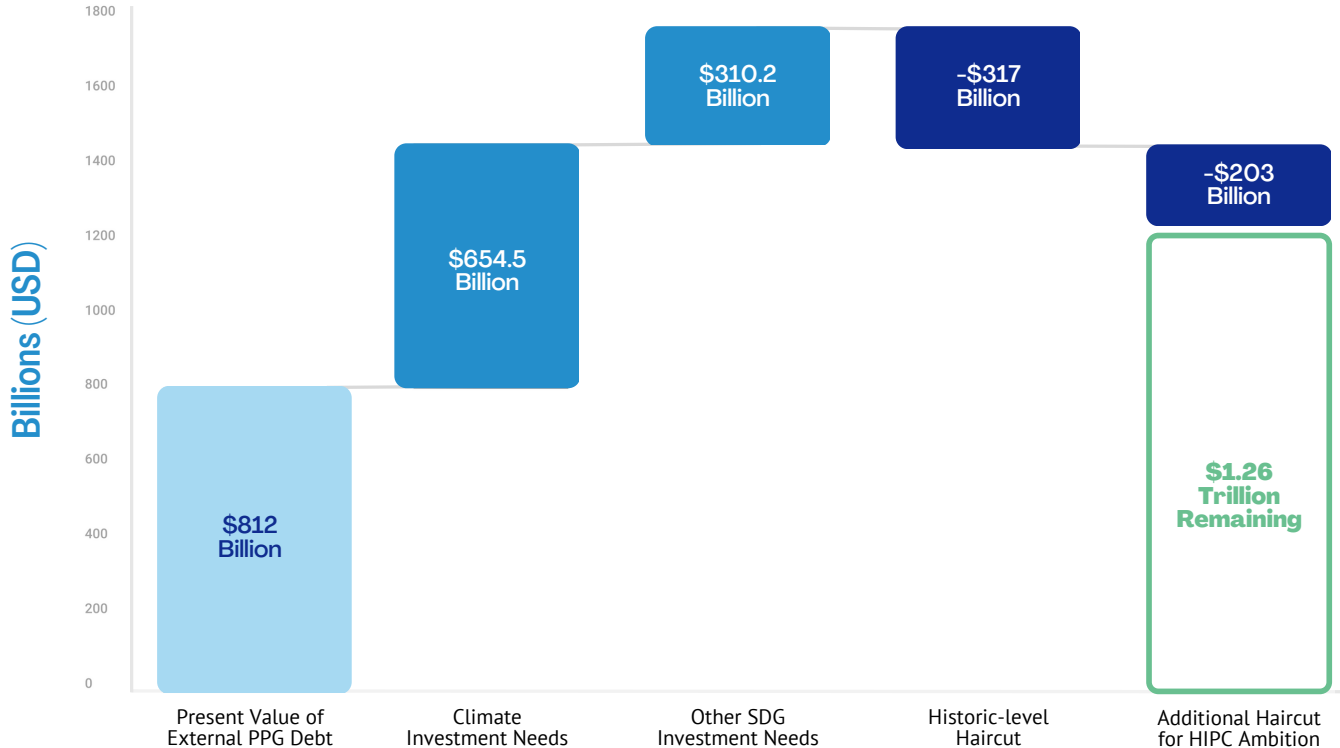 Billions (USD)
1800
1600
1400
1200
1000
800
600
400
200
0
$812
Billion
$654.5
Billion
$310.2
Billion
-$317
Billion
-$203
Billion
$1.26
Trillion
Remaining
Present Value of
External PPG Debt
Climate
Investment Needs
Other SDG
Investment Needs
Historic-level
Haircut
Additional Haircut
for HIPC Ambition